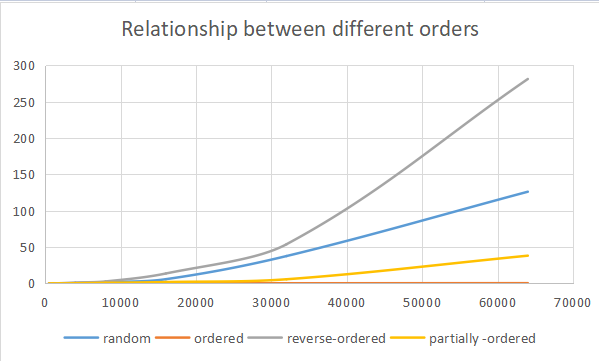 Relationship between different orders
300
250
200
150
100
50
0
0 10000 20000 30000 40000 50000 60000 70000
random ordered reverse-ordered partially -ordered